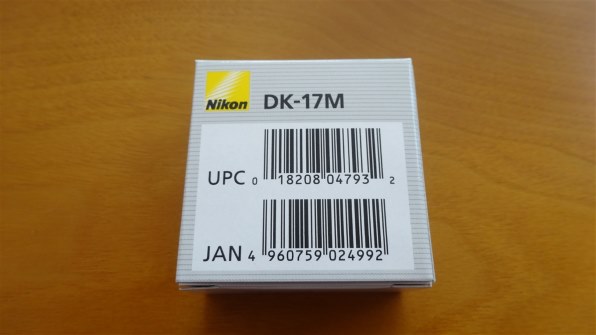 Nikon DK-17M
UPC 0 18208 04793 2
JAN 4 960759 024992